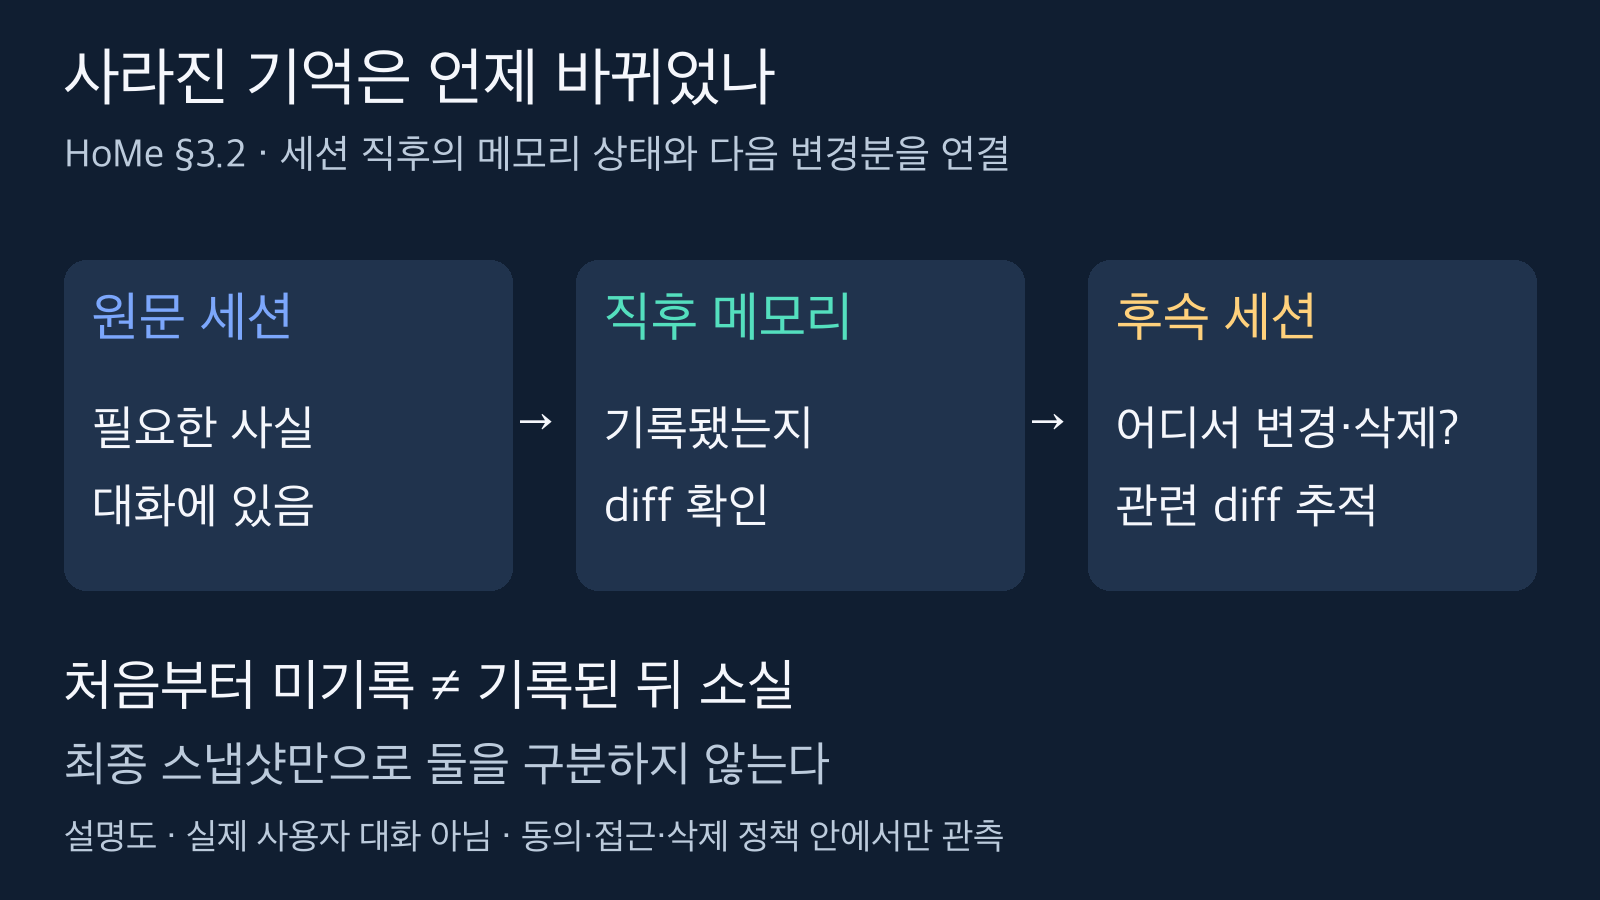 사라진 기억은 언제 바뀌었나
HoMe §3.2 · 세션 직후의 메모리 상태와 다음 변경분을 연결
원문 세션
필요한 사실
대화에 있음
→
직후 메모리
기록됐는지
diff 확인
→
후속 세션
어디서 변경·삭제?
관련 diff 추적
처음부터 미기록 ≠ 기록된 뒤 소실
최종 스냅샷만으로 둘을 구분하지 않는다
설명도 · 실제 사용자 대화 아님 · 동의·접근·삭제 정책 안에서만 관측